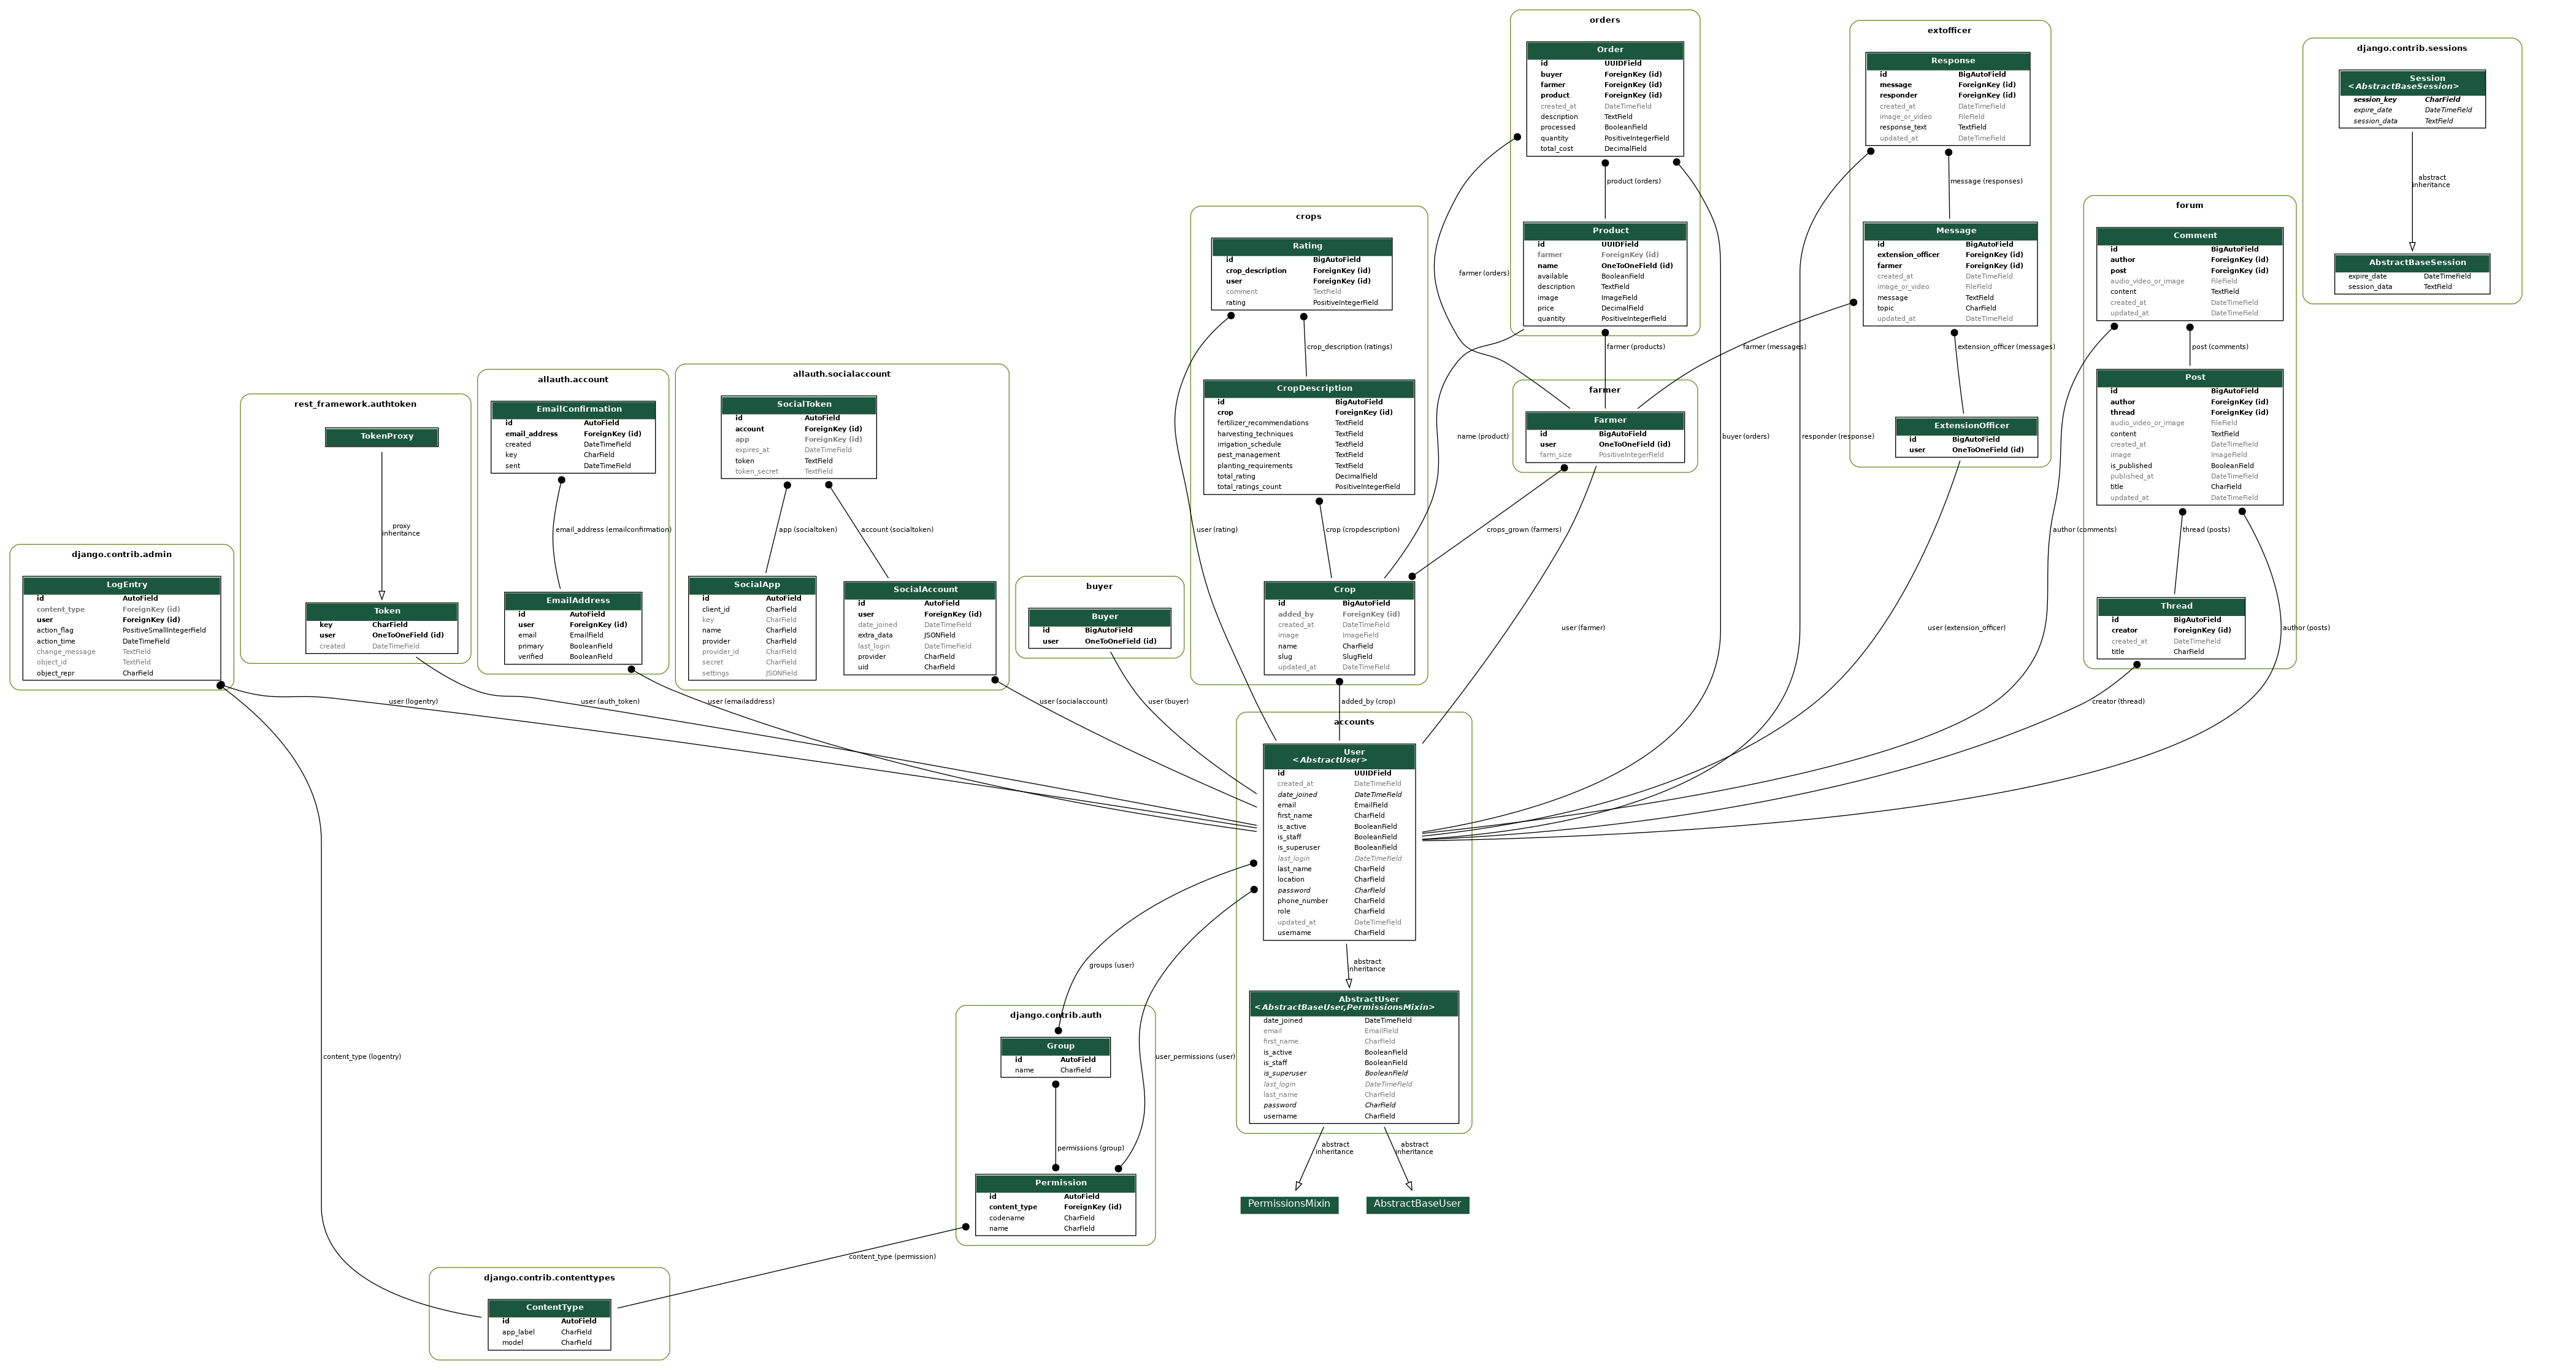 orders
Order
id UUIDField
buyer ForeignKey (id)
farmer ForeignKey (id)
product ForeignKey (id)
created_at DateTimeField
description TextField
processed BooleanField
quantity PositiveIntegerField
total_cost DecimalField
product (orders)
Product
id UUIDField
farmer ForeignKey (id)
name OneToOneField (id)
available BooleanField
description TextField
image ImageField
price DecimalField
quantity PositiveIntegerField
farmer (orders)
farmer (products)
name (product)
buyer (orders)
extofficer
Response
id BigAutoField
message ForeignKey (id)
responder ForeignKey (id)
created_at DateTimeField
image_or_video FileField
response_text TextField
updated_at DateTimeField
message (responses)
Message
id BigAutoField
extension_officer ForeignKey (id)
farmer ForeignKey (id)
created_at DateTimeField
image_or_video FileField
message TextField
topic CharField
updated_at DateTimeField
farmer (messages)
extension_officer (messages)
ExtensionOfficer
id BigAutoField
user OneToOneField (id)
responder (response)
user (extension_officer)
django.contrib.sessions
Session
<AbstractBaseSession>
session_key CharField
expire_date DateTimeField
session_data TextField
abstract
inheritance
AbstractBaseSession
expire_date DateTimeField
session_data TextField
forum
Comment
id BigAutoField
author ForeignKey (id)
post ForeignKey (id)
audio_video_or_image FileField
content TextField
created_at DateTimeField
updated_at DateTimeField
post (comments)
Post
id BigAutoField
author ForeignKey (id)
thread ForeignKey (id)
audio_video_or_image FileField
content TextField
created_at DateTimeField
image ImageField
is_published BooleanField
published_at DateTimeField
title CharField
updated_at DateTimeField
author (comments)
thread (posts)
Thread
id BigAutoField
creator ForeignKey (id)
created_at DateTimeField
title CharField
author (posts)
creator (thread)
crops
Rating
id BigAutoField
crop_description ForeignKey (id)
user ForeignKey (id)
comment TextField
rating PositiveIntegerField
crop_description (ratings)
CropDescription
id BigAutoField
crop ForeignKey (id)
fertilizer_recommendations TextField
harvesting_techniques TextField
irrigation_schedule TextField
pest_management TextField
planting_requirements TextField
total_rating DecimalField
total_ratings_count PositiveIntegerField
user (rating)
crop (cropdescription)
Crop
id BigAutoField
added_by ForeignKey (id)
created_at DateTimeField
image ImageField
name CharField
slug SlugField
updated_at DateTimeField
added_by (crop)
farmer
Farmer
id BigAutoField
user OneToOneField (id)
farm_size PositiveIntegerField
crops_grown (farmers)
user (farmer)
allauth.socialaccount
SocialToken
id AutoField
account ForeignKey (id)
app ForeignKey (id)
expires_at DateTimeField
token TextField
token_secret TextField
app (socialtoken)
account (socialtoken)
SocialApp
id AutoField
client_id CharField
key CharField
name CharField
provider CharField
provider_id CharField
secret CharField
settings JSONField
SocialAccount
id AutoField
user ForeignKey (id)
date_joined DateTimeField
extra_data JSONField
last_login DateTimeField
provider CharField
uid CharField
user (socialaccount)
allauth.account
EmailConfirmation
id AutoField
email_address ForeignKey (id)
created DateTimeField
key CharField
sent DateTimeField
email_address (emailconfirmation)
EmailAddress
id AutoField
user ForeignKey (id)
email EmailField
primary BooleanField
verified BooleanField
user (emailaddress)
rest_framework.authtoken
TokenProxy
proxy
inheritance
Token
key CharField
user OneToOneField (id)
created DateTimeField
user (auth_token)
django.contrib.admin
LogEntry
id AutoField
content_type ForeignKey (id)
user ForeignKey (id)
action_flag PositiveSmallIntegerField
action_time DateTimeField
change_message TextField
object_id TextField
object_repr CharField
user (logentry)
content_type (logentry)
buyer
Buyer
id BigAutoField
user OneToOneField (id)
user (buyer)
accounts
User
<AbstractUser>
id UUIDField
created_at DateTimeField
date_joined DateTimeField
email EmailField
first_name CharField
is_active BooleanField
is_staff BooleanField
is_superuser BooleanField
last_login DateTimeField
last_name CharField
location CharField
password CharField
phone_number CharField
role CharField
updated_at DateTimeField
username CharField
abstract
inheritance
AbstractUser
<AbstractBaseUser,PermissionsMixin>
date_joined DateTimeField
email EmailField
first_name CharField
is_active BooleanField
is_staff BooleanField
is_superuser BooleanField
last_login DateTimeField
last_name CharField
password CharField
username CharField
abstract
inheritance
abstract
inheritance
PermissionsMixin
AbstractBaseUser
groups (user)
user_permissions (user)
django.contrib.auth
Group
id AutoField
name CharField
permissions (group)
Permission
id AutoField
content_type ForeignKey (id)
codename CharField
name CharField
content_type (permission)
django.contrib.contenttypes
ContentType
id AutoField
app_label CharField
model CharField